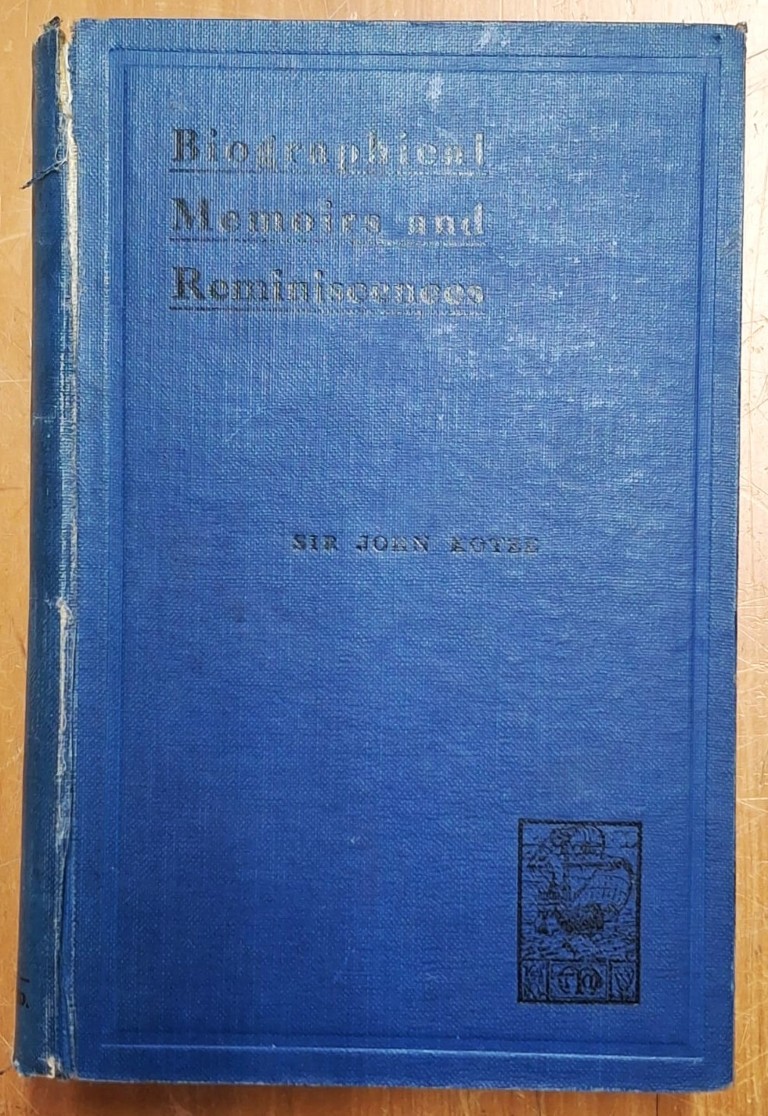 Biographical
Memoirs and
Reminiscences
SIR JOHN KOTZE